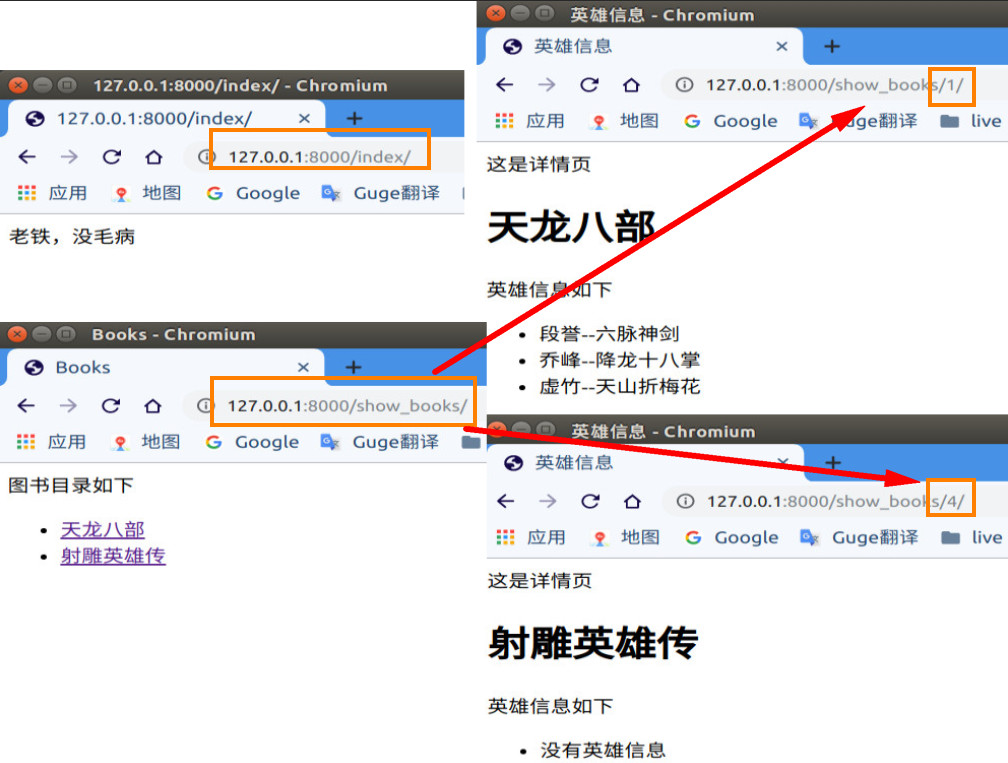 127.0.0.1:8000/index/ - Chromium
127.0.0.1:8000/index/
127.0.0.1:8000/index/
应用 地图 Google Guge翻译
老铁，没毛病
Books - Chromium
Books
127.0.0.1:8000/show_books/
应用 地图 Google Guge翻译
图书目录如下
天龙八部
射雕英雄传
英雄信息 - Chromium
英雄信息
127.0.0.1:8000/show_books/1/
应用 地图 Google Guge翻译 live
这是详情页
天龙八部
英雄信息如下
段誉--六脉神剑
乔峰--降龙十八掌
虚竹--天山折梅花
英雄信息 - Chromium
英雄信息
127.0.0.1:8000/show_books/4/
应用 地图 Google Guge翻译 live
这是详情页
射雕英雄传
英雄信息如下
没有英雄信息